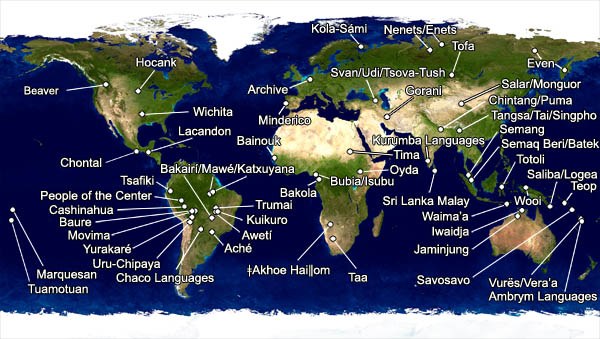 Kola-Sámi
Nenets/Enets
Tofa
Hocank
Even
Svan/Udi/Tsova-Tush
Beaver
Archive
Gorani
Salar/Monguor
Chintang/Puma
Wichita
Minderico
Tangsa/Tai/Singpho
Lacandon
Bainouk
Kurumba Languages
Semang
Semaq Beri/Batek
Chontal
Bakairí/Mawé/Katxuyana
Tima
Totoli
Tsafiki
Oyda
Bubia/Isubu
Saliba/Logea
People of the Center
Bakola
Teop
Trumai
Sri Lanka Malay
Wooi
Cashinahua
Waima'a
Baure
Kuikuro
Movima
Awetí
Iwaidja
Yurakaré
Aché
Jaminjung
Uru-Chipaya
Marquesan
ǂAkhoe Haiǁom
Taa
Chaco Languages
Savosavo
Vurës/Vera'a
Tuamotuan
Ambrym Languages